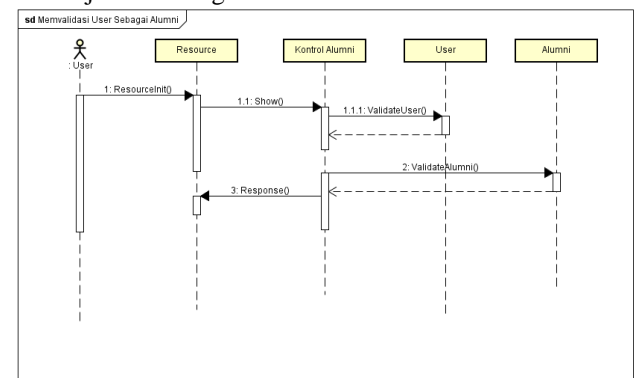 sd Memvalidasi User Sebagai Alumni
: User
Resource
Kontrol Alumni
User
Alumni
1: ResourceInit()
1.1: Show()
1.1.1: ValidateUser()
2: ValidateAlumni()
3: Response()